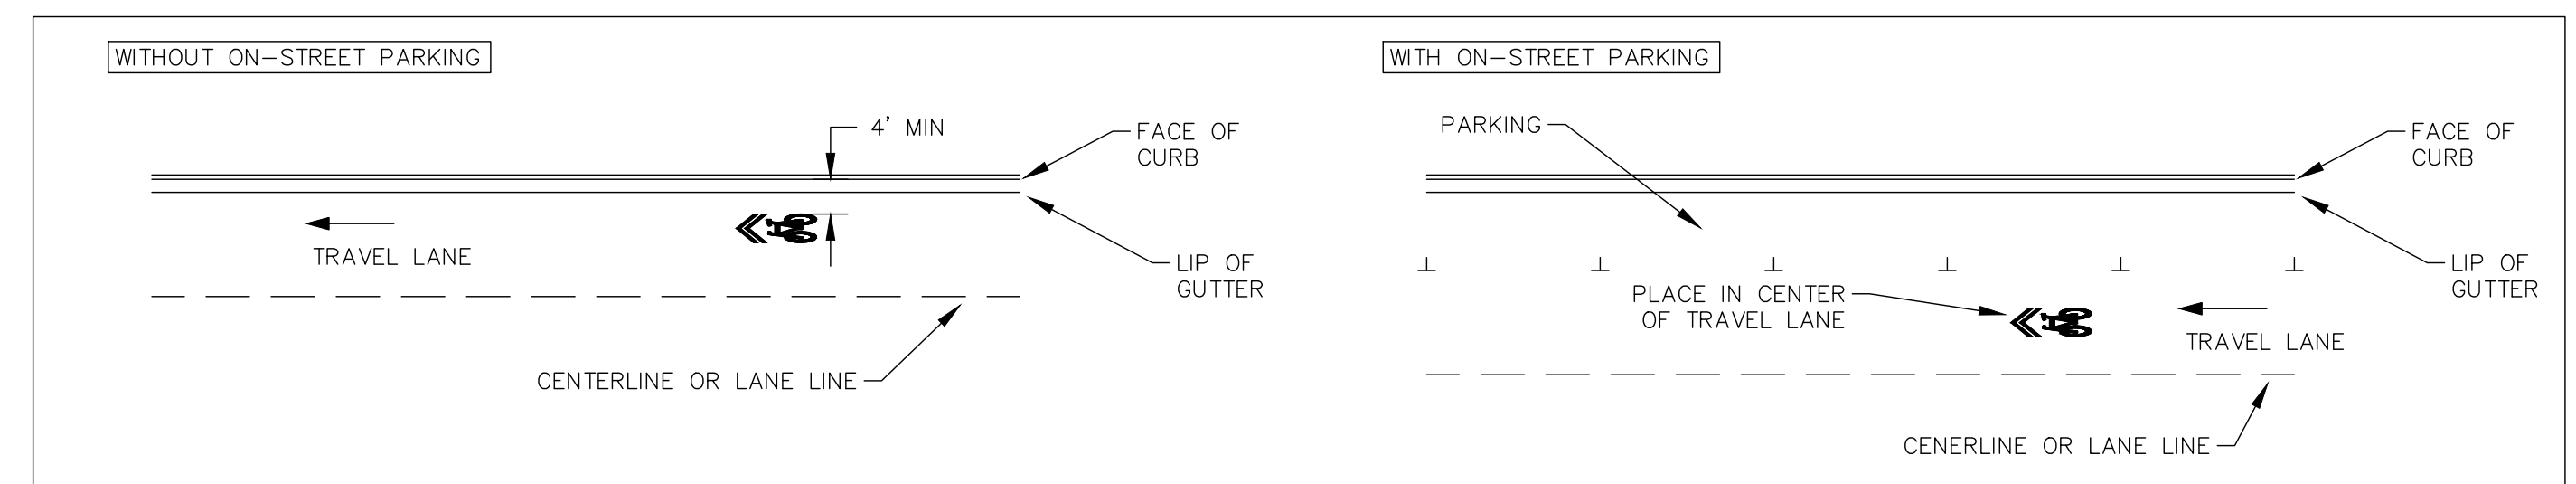 WITHOUT ON-STREET PARKING
4' MIN
FACE OF
CURB
TRAVEL LANE
LIP OF
GUTTER
CENTERLINE OR LANE LINE
WITH ON-STREET PARKING
PARKING
FACE OF
CURB
LIP OF
GUTTER
PLACE IN CENTER
OF TRAVEL LANE
TRAVEL LANE
CENERLINE OR LANE LINE